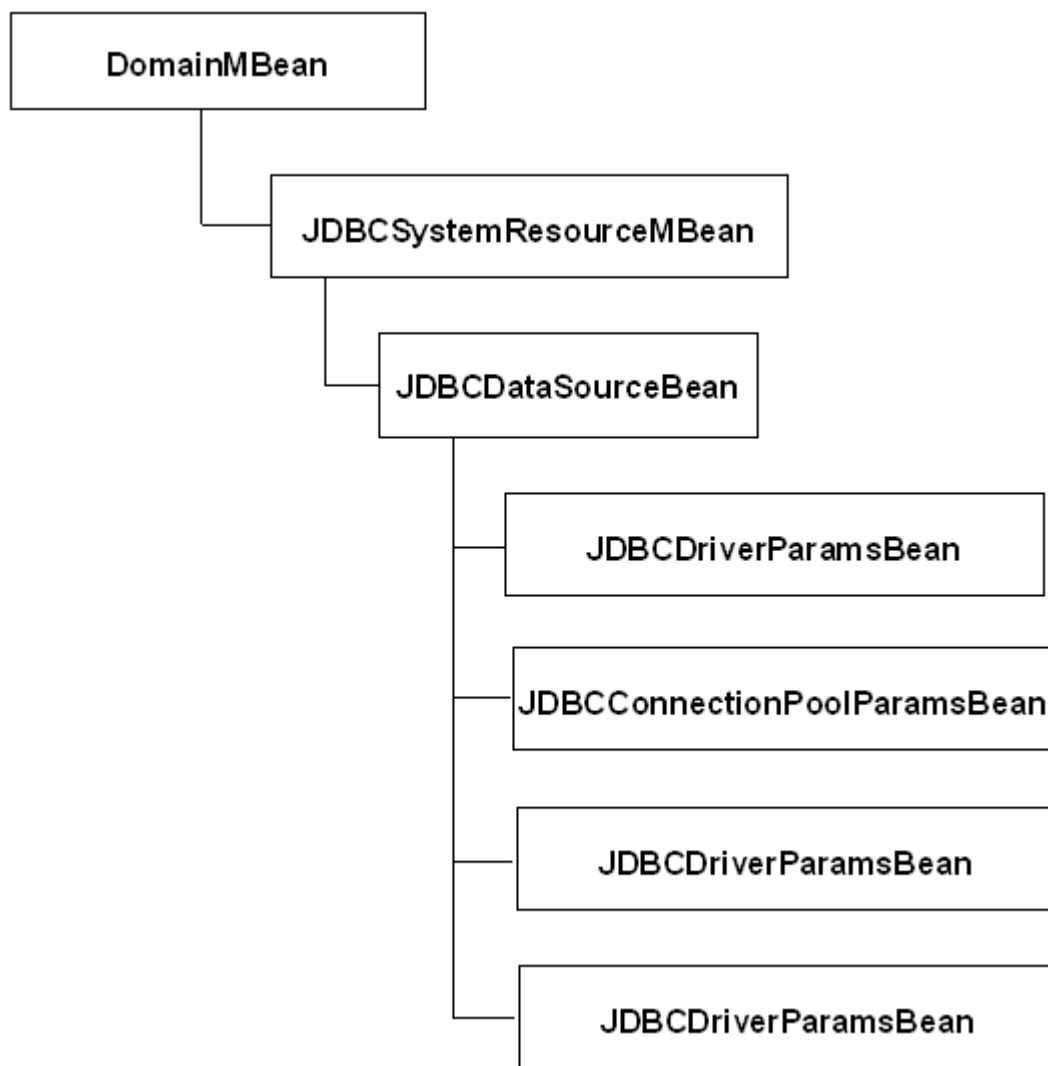 DomainMBean
JDBCSystemResourceMBean
JDBCDataSourceBean
JDBCDriverParamsBean
JDBCConnectionPoolParamsBean
JDBCDriverParamsBean
JDBCDriverParamsBean